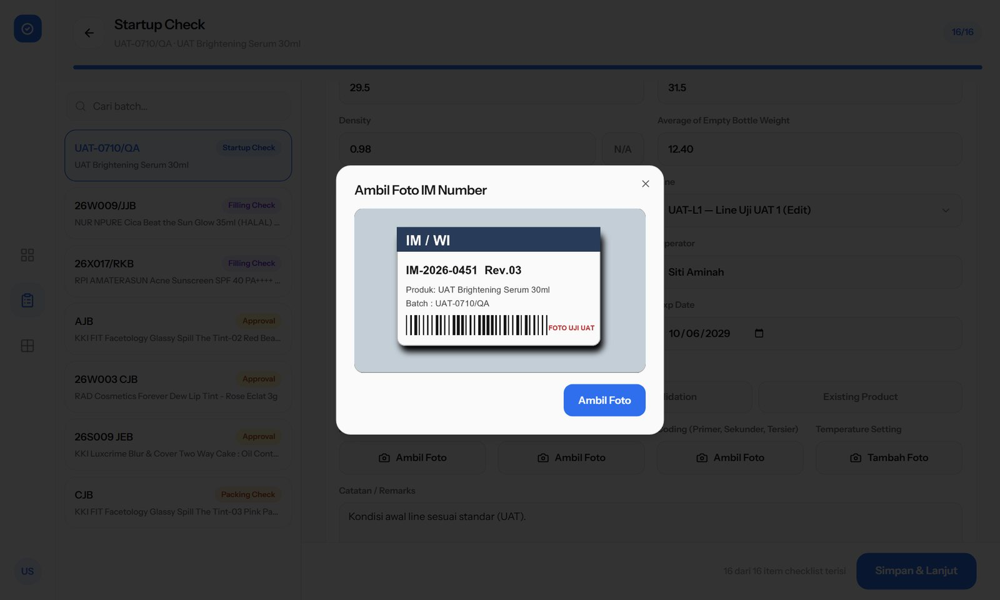 Startup Check
UAT-0710/QA · UAT Brightening Serum 30ml
16/16
Cari batch...
UAT-0710/QA
Startup Check
UAT Brightening Serum 30ml
26W009/JJB
Filling Check
NUR NPURE Cica Beat the Sun Glow 35ml (HALAL) ...
26X017/RKB
Filling Check
RPI AMATERASUN Acne Sunscreen SPF 40 PA++++ ...
AJB
Approval
KKI FIT Facetology Glassy Spill The Tint-02 Red Bea...
26W003 CJB
Approval
RAD Cosmetics Forever Dew Lip Tint - Rose Eclat 3g
26S009 JEB
Approval
KKI Luxcrime Blur & Cover Two Way Cake : Oil Cont...
CJB
Packing Check
KKI FIT Facetology Glassy Spill The Tint-03 Pink Pa...
US
29.5
31.5
Density
Average of Empty Bottle Weight
0.98
N/A
12.40
ne
UAT-L1 — Line Uji UAT 1 (Edit)
perator
Siti Aminah
xp Date
10/06/2029
lidation
Existing Product
oding (Primer, Sekunder, Tersier)
Temperature Setting
Ambil Foto
Ambil Foto
Ambil Foto
Tambah Foto
Catatan / Remarks
Kondisi awal line sesuai standar (UAT).
16 dari 16 item checklist terisi
Simpan & Lanjut
Ambil Foto IM Number
IM / WI
IM-2026-0451 Rev.03
Produk: UAT Brightening Serum 30ml
Batch : UAT-0710/QA
FOTO UJI UAT
Ambil Foto